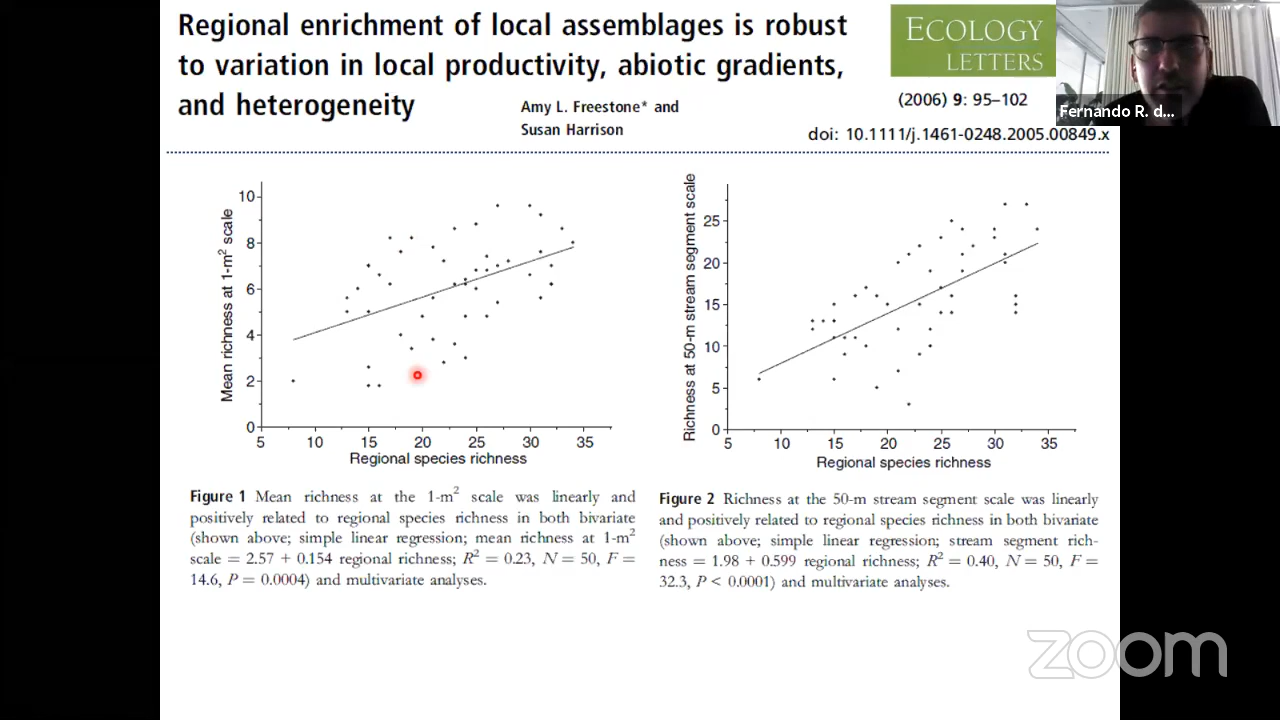 Regional enrichment of local assemblages is robust
to variation in local productivity, abiotic gradients,
and heterogeneity
Amy L. Freestone* and
Susan Harrison
ECOLOGY
LETTERS
(2006) 9: 95–102
doi: 10.1111/j.1461-0248.2005.00849.x
Fernando R. d...
Mean richness at 1-m² scale
10
8
6
4
2
0
5 10 15 20 25 30 35
Regional species richness
Richness at 50-m stream segment scale
25
20
15
10
5
0
5 10 15 20 25 30 35
Regional species richness
Figure 1 Mean richness at the 1-m² scale was linearly and
positively related to regional species richness in both bivariate
(shown above; simple linear regression; mean richness at 1-m²
scale = 2.57 + 0.154 regional richness; R² = 0.23, N = 50, F =
14.6, P = 0.0004) and multivariate analyses.
Figure 2 Richness at the 50-m stream segment scale was linearly
and positively related to regional species richness in both bivariate
(shown above; simple linear regression; stream segment rich-
ness = 1.98 + 0.599 regional richness; R² = 0.40, N = 50, F =
32.3, P < 0.0001) and multivariate analyses.
zoom